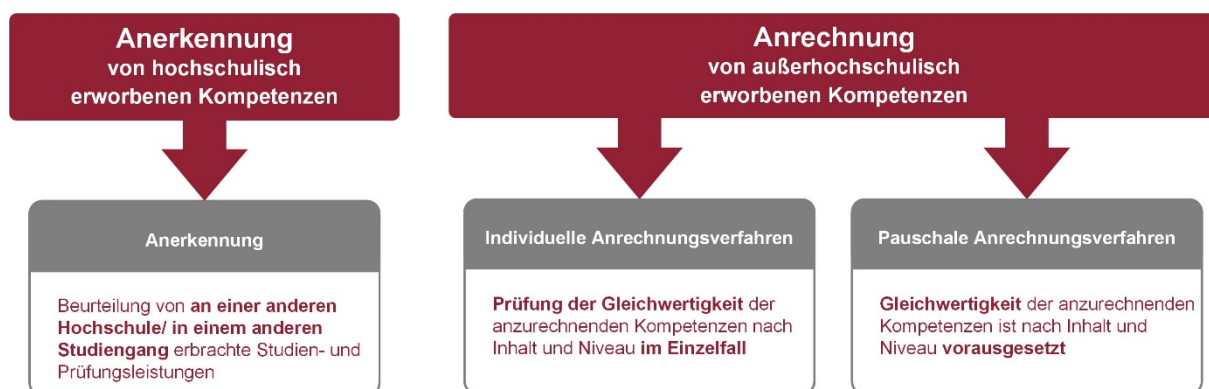 Anerkennung
von hochschulisch
erworbenen Kompetenzen
Anerkennung
Beurteilung von an einer anderen
Hochschule/ in einem anderen
Studiengang erbrachte Studien- und
Prüfungsleistungen
Anrechnung
von außerhochschulisch
erworbenen Kompetenzen
Individuelle Anrechnungsverfahren
Prüfung der Gleichwertigkeit der
anzurechnenden Kompetenzen nach
Inhalt und Niveau im Einzelfall
Pauschale Anrechnungsverfahren
Gleichwertigkeit der anzurechnenden
Kompetenzen ist nach Inhalt und
Niveau vorausgesetzt